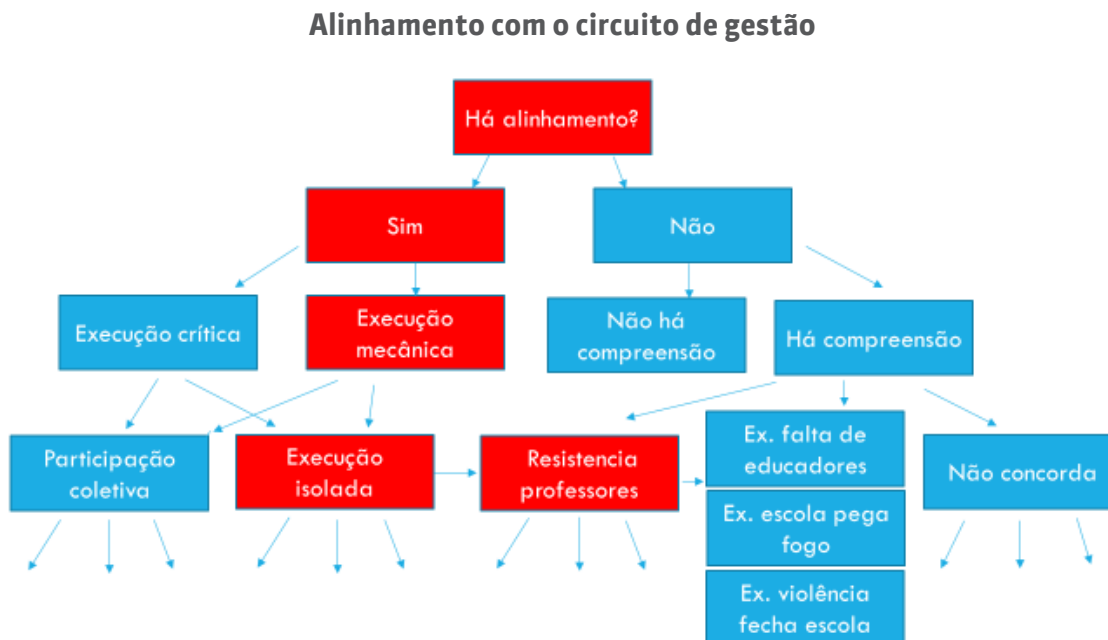 Alinhamento com o circuito de gestão
Há alinhamento?
Sim
Não
Execução crítica
Execução
mecânica
Não há
compreensão
Há compreensão
Participação
coletiva
Execução
isolada
Resistencia
professores
Ex. falta de
educadores
Ex. escola pega
fogo
Ex. violência
fecha escola
Não concorda